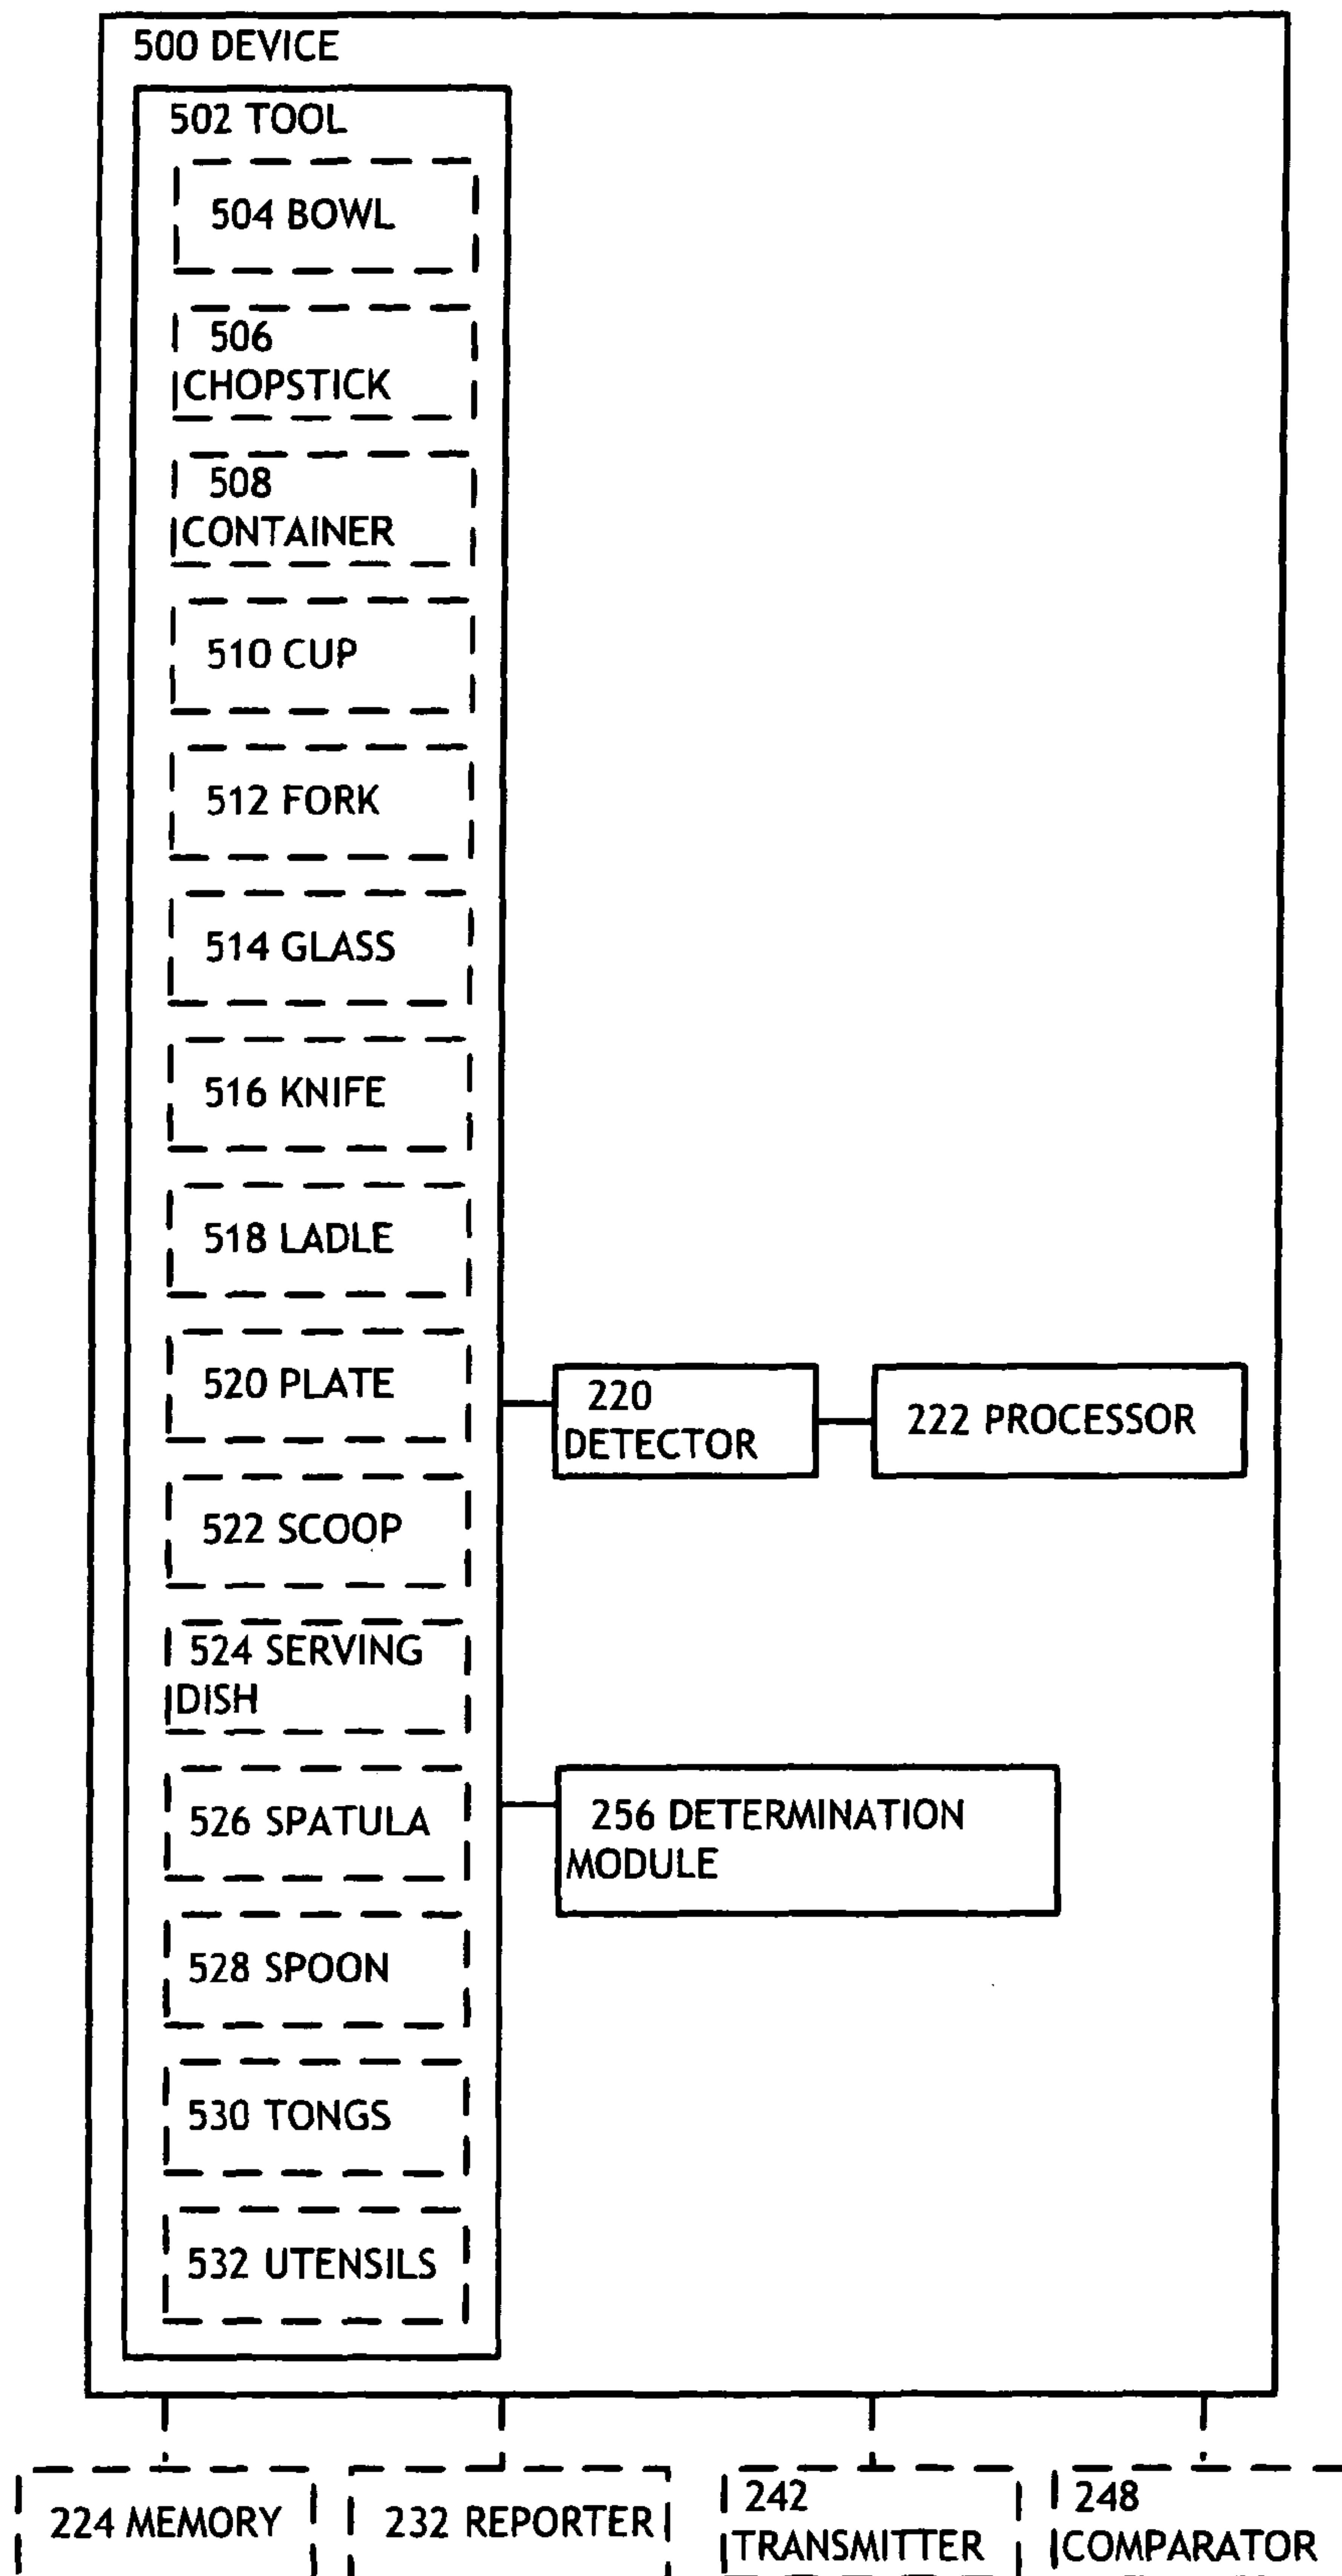 500 DEVICE
502 TOOL
504 BOWL
506
CHOPSTICK
508
CONTAINER
510 CUP
512 FORK
514 GLASS
516 KNIFE
518 LADLE
520 PLATE
522 SCOOP
524 SERVING
DISH
526 SPATULA
528 SPOON
530 TONGS
532 UTENSILS
220
DETECTOR
222 PROCESSOR
256 DETERMINATION
MODULE
224 MEMORY
232 REPORTER
242
TRANSMITTER
248
COMPARATOR